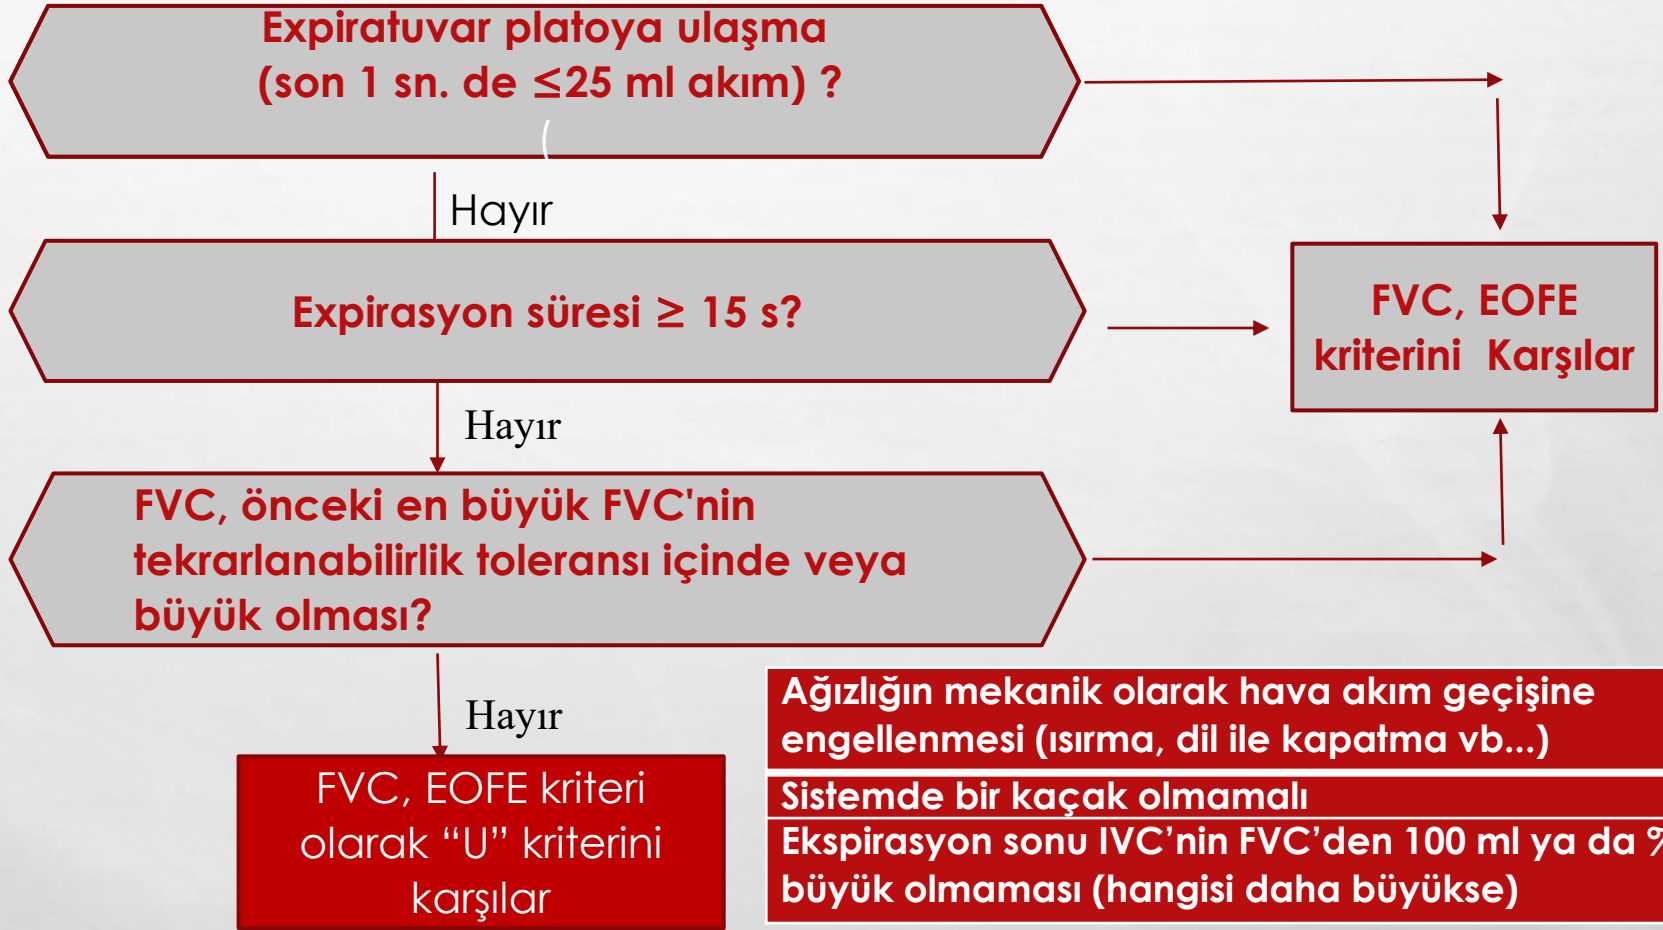 Expiratuvar platoya ulaşma
(son 1 sn. de ≤25 ml akım) ?
(
Hayır
Expirasyon süresi ≥ 15 s?
FVC, EOFE
kriterini Karşılar
Hayır
FVC, önceki en büyük FVC'nin
tekrarlanabilirlik toleransı içinde veya
büyük olması?
Hayır
FVC, EOFE kriteri
olarak “U” kriterini
karşılar
Ağızlığın mekanik olarak hava akım geçişine
engellenmesi (ısırma, dil ile kapatma vb...)
Sistemde bir kaçak olmamalı
Ekspirasyon sonu IVC’nin FVC’den 100 ml ya da %
büyük olmaması (hangisi daha büyükse)